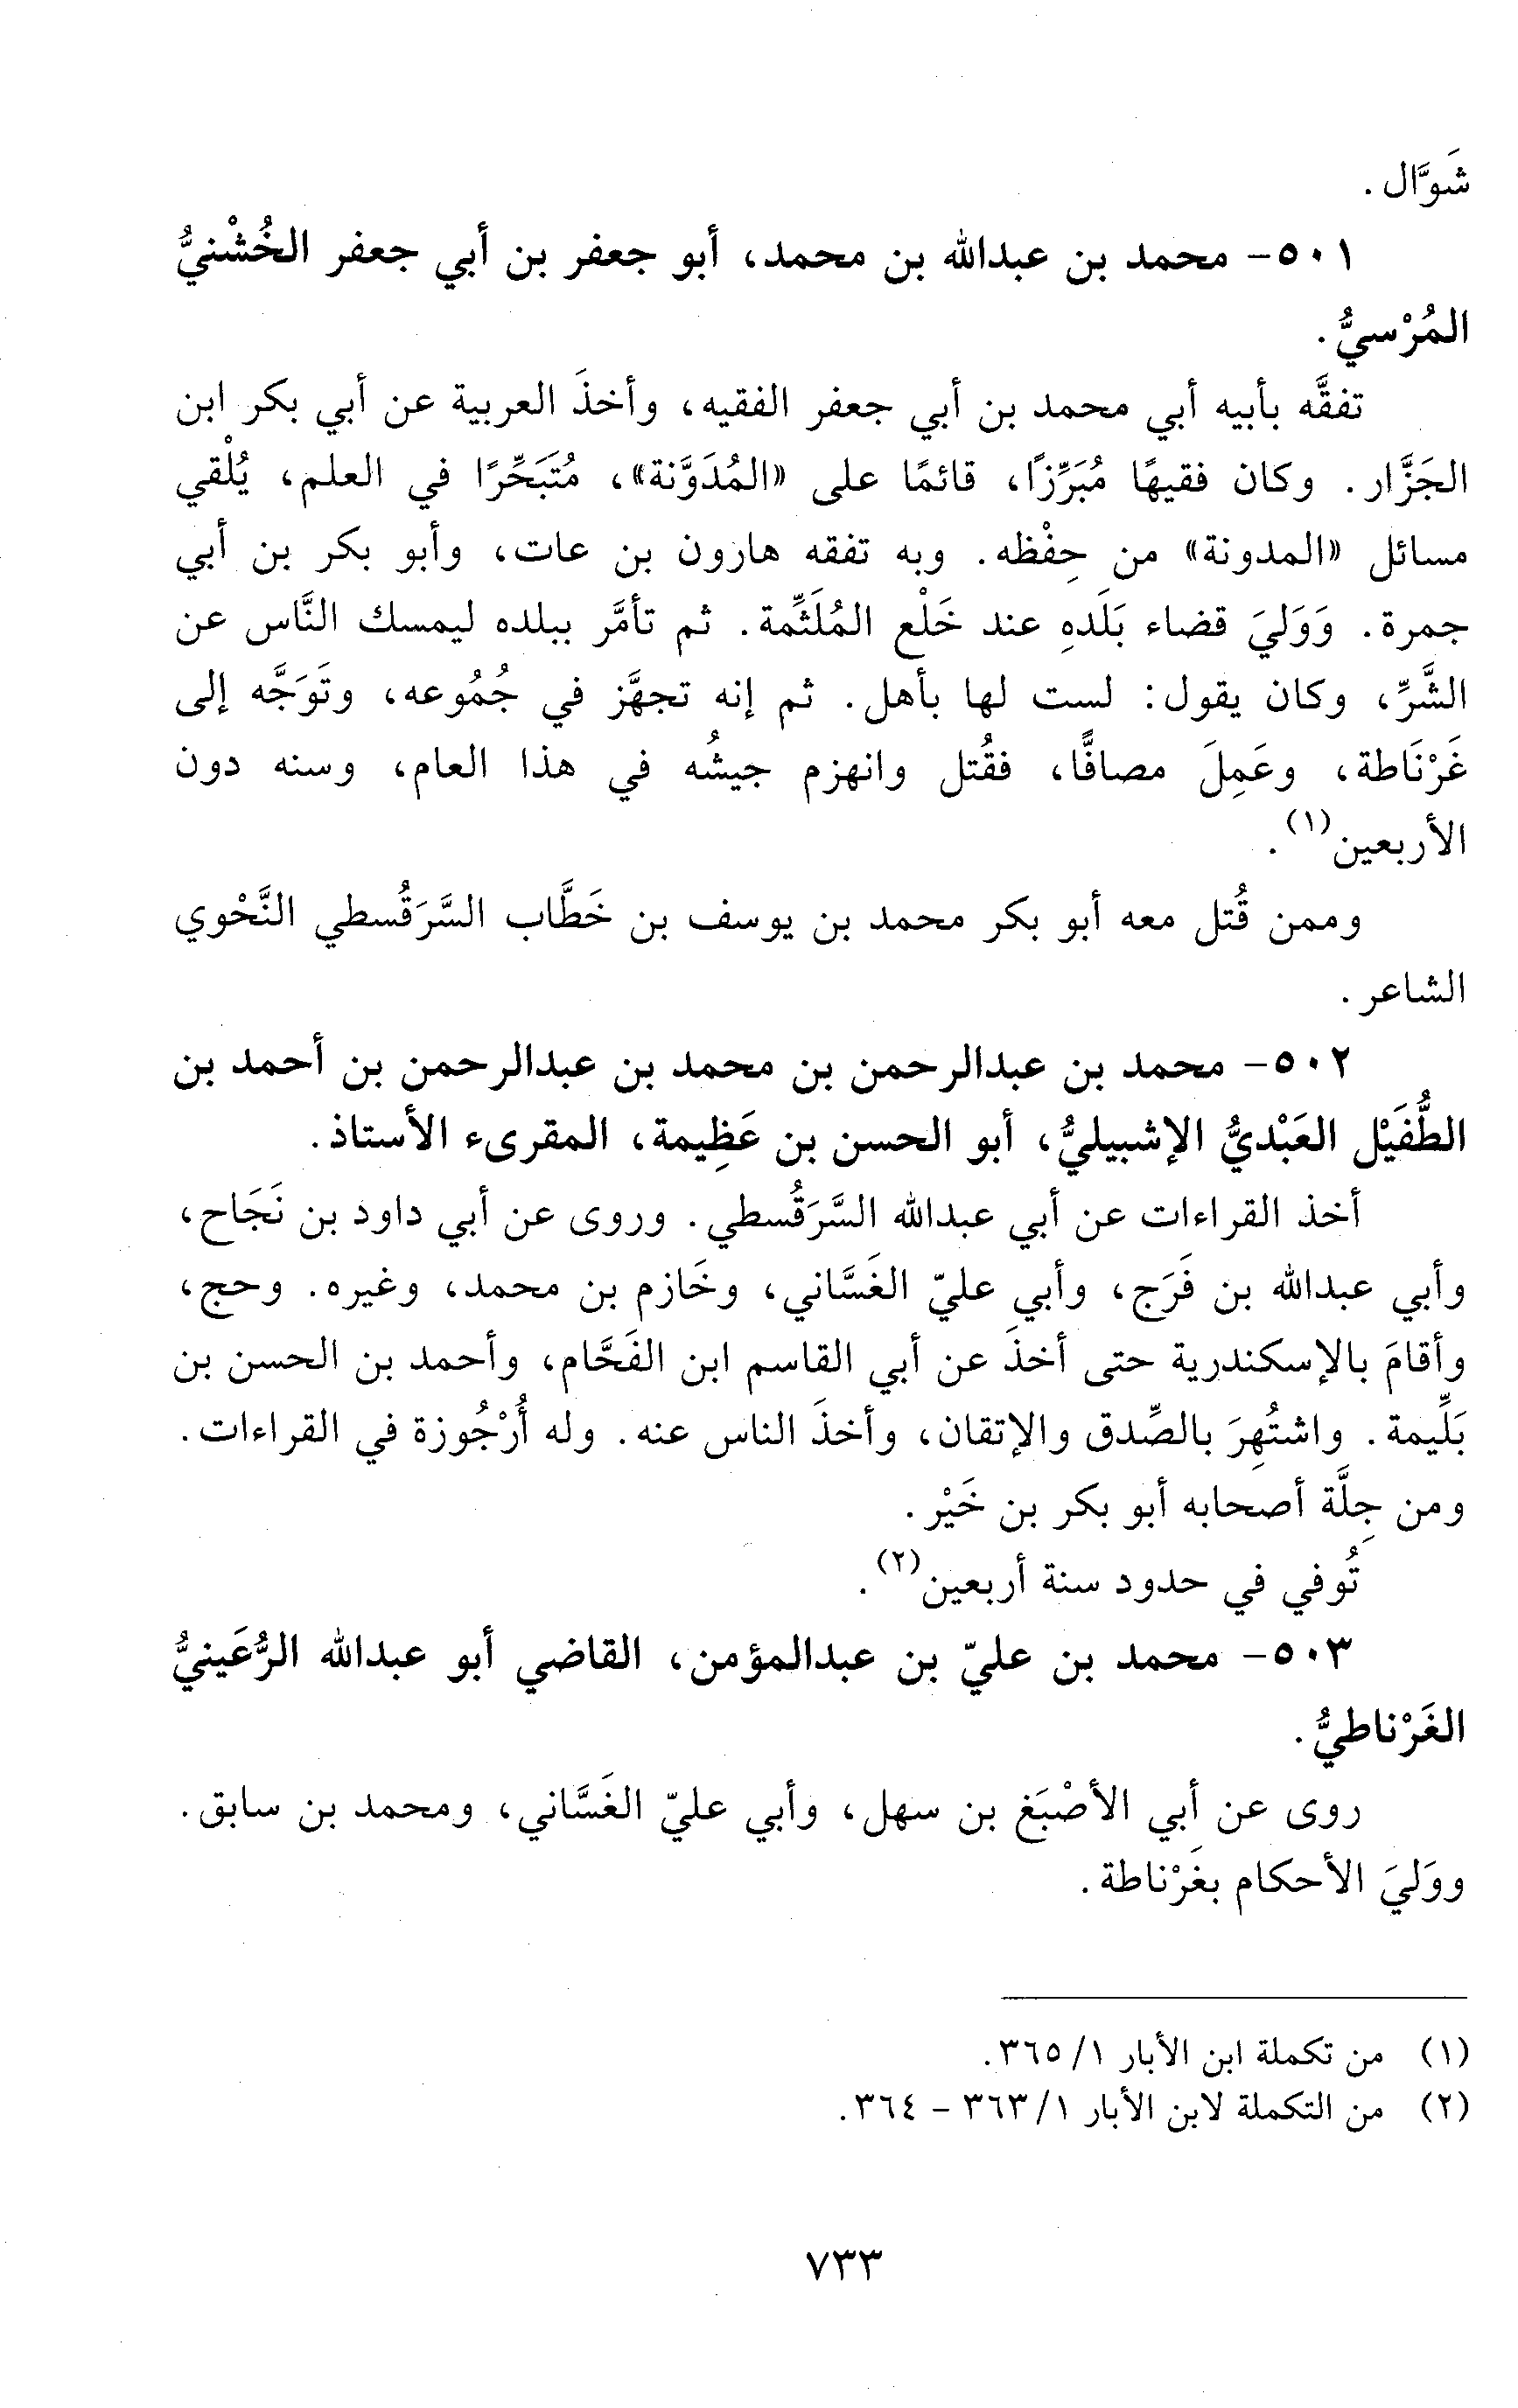 شَوَّال.
٥٠١- محمد بن عبدالله بن محمد، أبو جعفر بن أبي جعفر الخُشْنيُّ
المُرْسيُّ.
تفقَّه بأبيه أبي محمد بن أبي جعفر الفقيه، وأخذَ العربية عن أبي بكر ابن
الجَزَّار. وكان فقيهًا مُبَرِّزًا، قائمًا على «المُدَوَّنة»، مُتَبَحِّرًا في العلم، يُلْقي
مسائل «المدونة» من حِفْظه. وبه تفقه هارون بن عات، وأبو بكر بن أبي
جمرة. وَوَليَ قضاء بَلَدهِ عند خَلْع المُلَثِّمة. ثم تأمَّر ببلده ليمسك النَّاس عن
الشَّرِّ، وكان يقول: لست لها بأهل. ثم إنه تجهَّز في جُمُوعه، وتَوَجَّه إلى
غَرْنَاطة، وعَمِلَ مصافًّا، فقُتل وانهزم جيشُه في هذا العام، وسنه دون
الأربعين(١).
وممن قُتل معه أبو بكر محمد بن يوسف بن خَطَّاب السَّرَقُسطي النَّحْوي
الشاعر.
٥٠٢- محمد بن عبدالرحمن بن محمد بن عبدالرحمن بن أحمد بن
الطُّفَيْل العَبْديُّ الإشبيليُّ، أبو الحسن بن عَظِيمة، المقرىء الأستاذ.
أخذ القراءات عن أبي عبدالله السَّرَقُسطي. وروى عن أبي داود بن نَجَاح،
وأبي عبدالله بن فَرَج، وأبي عليّ الغَسَّاني، وخَازم بن محمد، وغيره. وحج،
وأقامَ بالإسكندرية حتى أخذَ عن أبي القاسم ابن الفَحَّام، وأحمد بن الحسن بن
بَلِّيمة. واشتُهِرَ بالصِّدق والإتقان، وأخذَ الناس عنه. وله أُرْجُوزة في القراءات.
ومن جِلَّة أصحابه أبو بكر بن خَيْر.
تُوفي في حدود سنة أربعين(٢).
٥٠٣- محمد بن عليّ بن عبدالمؤمن، القاضي أبو عبدالله الرُّعَينيُّ
الغَرْناطيُّ.
روى عن أبي الأصْبَغ بن سهل، وأبي عليّ الغَسَّاني، ومحمد بن سابق.
ووَليَ الأحكام بغَرْناطة.
(١) من تكملة ابن الأبار ١/ ٣٦٥.
(٢) من التكملة لابن الأبار ١/ ٣٦٣ - ٣٦٤.
٧٣٣